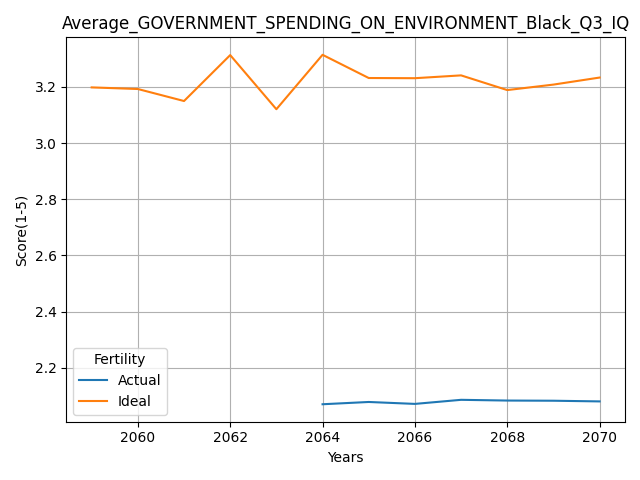 Average_GOVERNMENT_SPENDING_ON_ENVIRONMENT_Black_Q3_IQ
Score(1-5)
3.2
3.0
2.8
2.6
2.4
2.2
Fertility
Actual
Ideal
2060 2062 2064 2066 2068 2070
Years